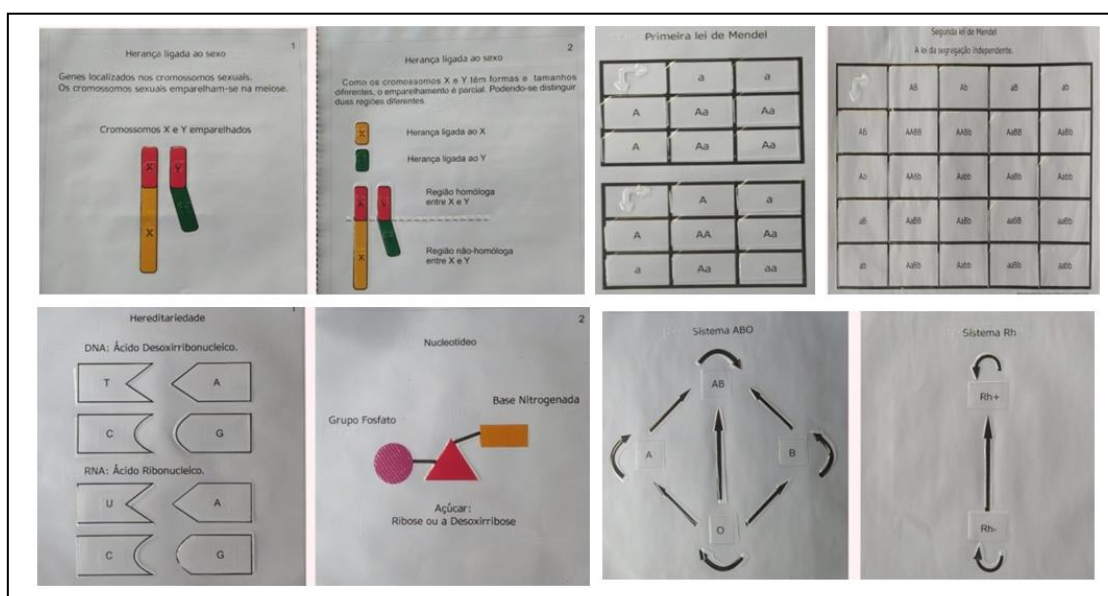 1
Herança ligada ao sexo
Genes localizados nos cromossomos sexuais.
Os cromossomos sexuais emparelham-se na meiose.
Cromossomos X e Y emparelhados
X Y
X
2
Herança ligada ao sexo
Como os cromossomos X e Y têm formas e tamanhos
diferentes, o emparelhamento é parcial. Podendo-se distinguir
duas regiões diferentes.
X Herança ligada ao X
Herança ligada ao Y
Região homóloga
entre X e Y
X
Região não-homóloga
entre X e Y
Primeira lei de Mendel
a a
A Aa Aa
A Aa Aa
A a
A AA Aa
a Aa aa
Segunda lei de Mendel
A lei da segregação independente.
AB Ab aB ab
AB AABB AABb AaBB AaBb
Ab AABb AaBb Aabb
AaBB AaBb aaBB aaBb
ab AaBb Aabb aaBb aabb
1
Hereditariedade
DNA: Ácido Desoxirribonucleico.
T A
C G
RNA: Ácido Ribonucleico.
U A
C G
2
Nucleotídeo
Base Nitrogenada
Grupo Fosfato
Açúcar:
Ribose ou a Desoxirribose
Sistema ABO
AB
A B
O
Sistema Rh
Rh+
Rh-